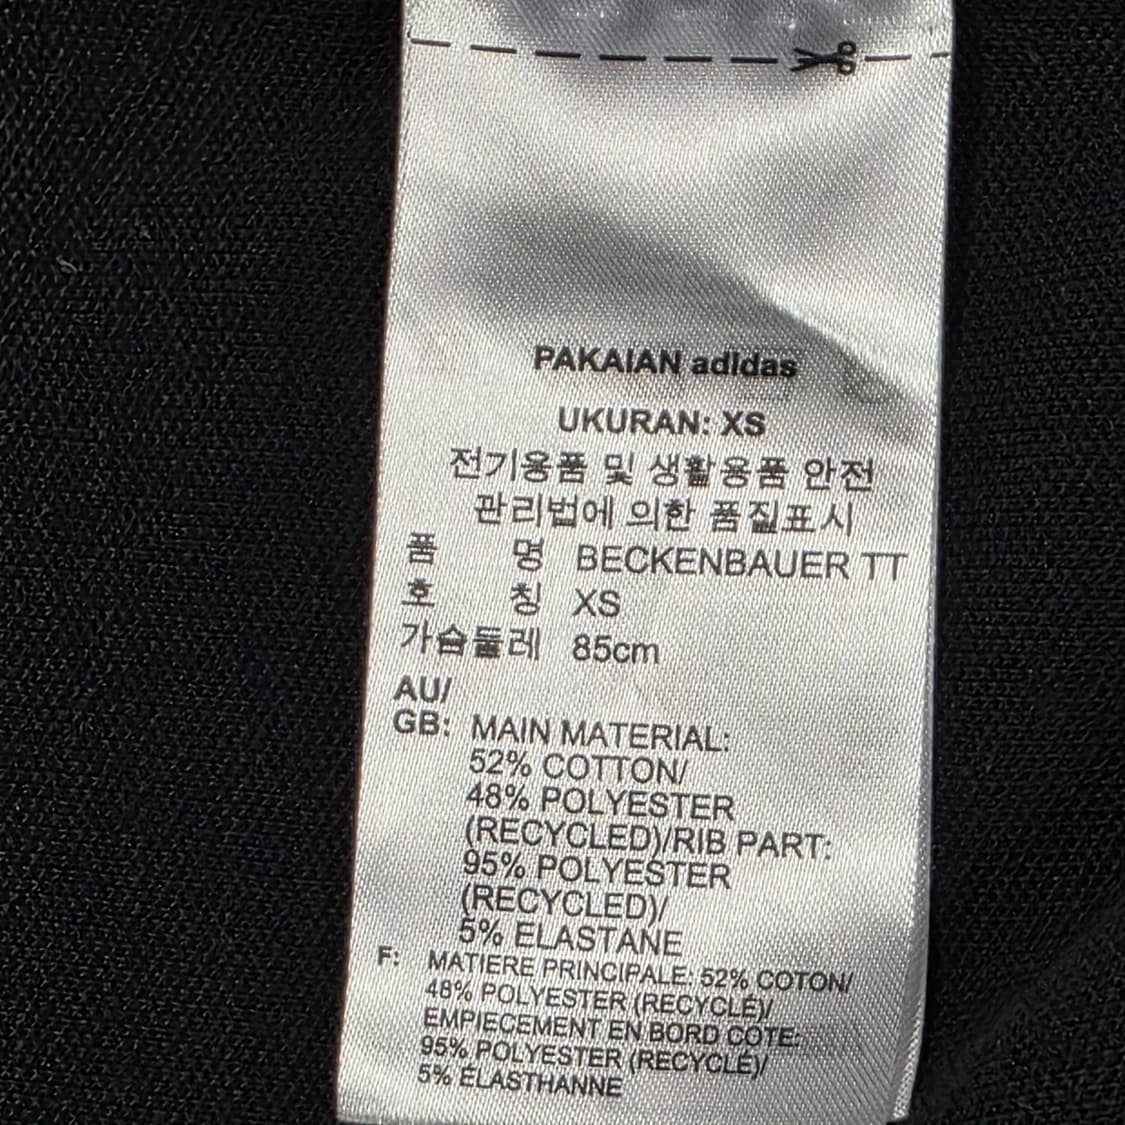 PAKAIAN adidas
UKURAN: XS
전기용품 및 생활용품 안전
관리법에 의한 품질표시
품 명 BECKENBAUER TT
호 칭 XS
가슴둘레 85cm
AU/
GB: MAIN MATERIAL:
52% COTTON/
48% POLYESTER
(RECYCLED)/RIB PART:
95% POLYESTER
(RECYCLED)/
5% ELASTANE
F: MATIERE PRINCIPALE: 52% COTON/
48% POLYESTER (RECYCLÉ)/
EMPIECEMENT EN BORD COTE:
95% POLYESTER (RECYCLÉ)/
5% ÉLASTHANNE